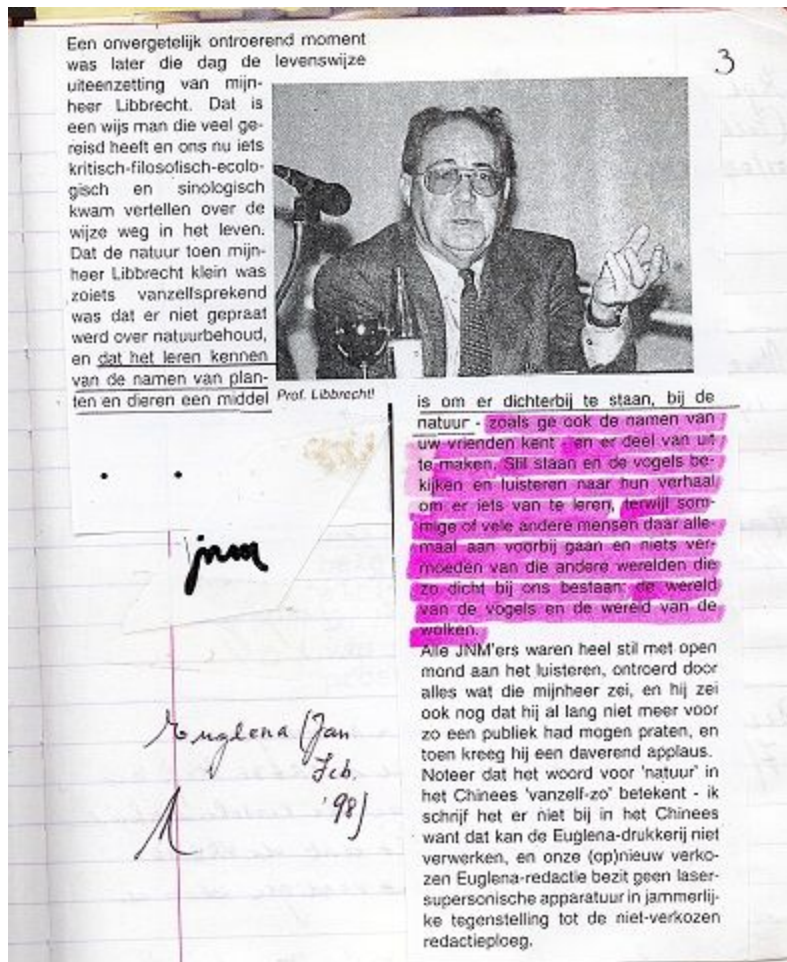 3
Een onvergetelijk ontroerend moment
was later die dag de levenswijze
uiteenzetting van mijn-
heer Libbrecht. Dat is
een wijs man die veel ge-
reisd heeft en ons nu iets
kritisch-filosofisch-ecolo-
gisch en sinologisch
kwam vertellen over de
wijze weg in het leven.
Dat de natuur toen mijn-
heer Libbrecht klein was
zoiets vanzelfsprekend
was dat er niet gepraat
werd over natuurbehoud,
en dat het leren kennen
van de namen van plan-
ten en dieren een middel
Prof. Libbrecht!
is om er dichterbij te staan, bij de
natuur - zoals ge ook de namen van
uw vrienden kent - en er deel van uit
te maken. Stil staan en de vogels be-
kijken en luisteren naar hun verhaal
om er iets van te leren, terwijl som-
mige of vele andere mensen daar alle-
maal aan voorbij gaan en niets ver-
moeden van die andere werelden die
zo dicht bij ons bestaan: de wereld
van de vogels en de wereld van de
wolken.
Alle JNM'ers waren heel stil met open
mond aan het luisteren, ontroerd door
alles wat die mijnheer zei, en hij zei
ook nog dat hij al lang niet meer voor
zo een publiek had mogen praten, en
toen kreeg hij een daverend applaus.
Noteer dat het woord voor 'natuur' in
het Chinees 'vanzelf-zo' betekent - ik
schrijf het er niet bij in het Chinees
want dat kan de Euglena-drukkerij niet
verwerken, en onze (op)nieuw verko-
zen Euglena-redactie bezit geen laser-
supersonische apparatuur in jammerlij-
ke tegenstelling tot de niet-verkozen
redactieploeg.
jnm
Euglena (Jan
Feb.
'98)